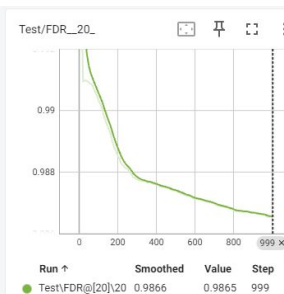 Test/FDR__20_
0.99
0.988
0 200 400 600 800 999 ×
Run ↑ Smoothed Value Step
Test\FDR@[20]\20 0.9866 0.9865 999